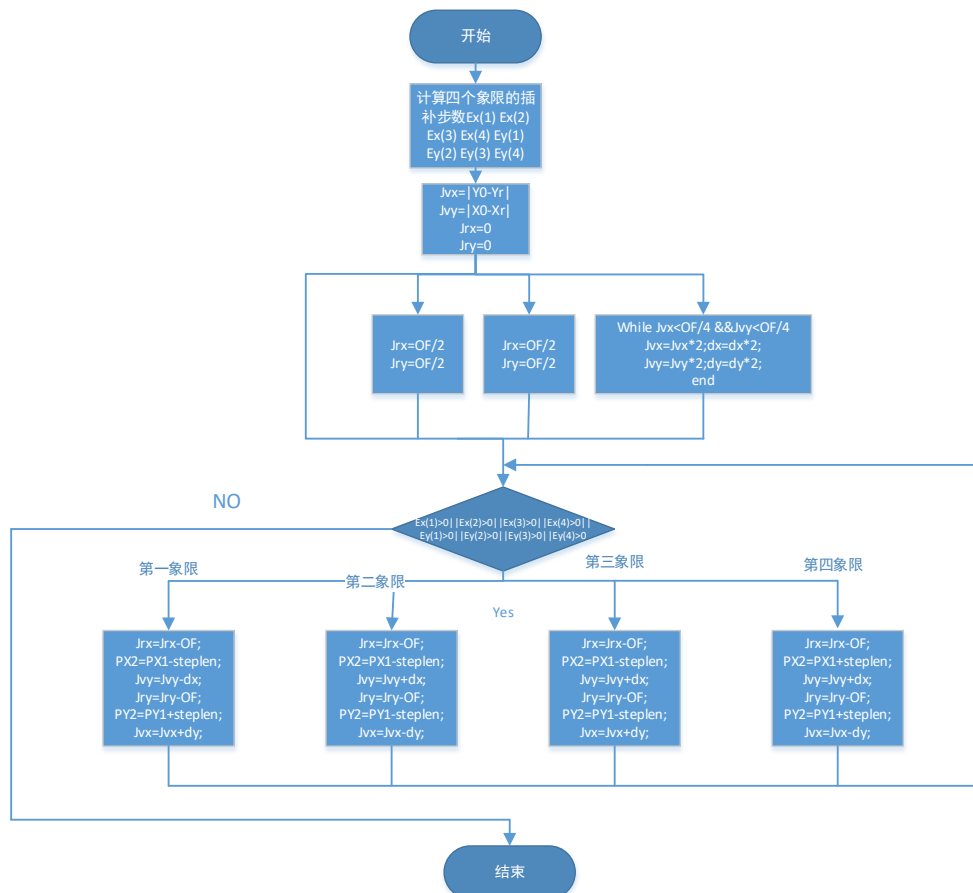 开始
计算四个象限的插
补步数Ex(1) Ex(2)
Ex(3) Ex(4) Ey(1)
Ey(2) Ey(3) Ey(4)
Jvx=|Y0-Yr|
Jvy=|X0-Xr|
Jrx=0
Jry=0
Jrx=OF/2
Jry=OF/2
Jrx=OF/2
Jry=OF/2
While Jvx<OF/4 &&Jvy<OF/4
Jvx=Jvx*2;dx=dx*2;
Jvy=Jvy*2;dy=dy*2;
end
NO
Ex(1)>0||Ex(2)>0||Ex(3)>0||Ex(4)>0||
Ey(1)>0||Ey(2)>0||Ey(3)>0||Ey(4)>0
第一象限
第二象限
第三象限
第四象限
Yes
Jrx=Jrx-OF;
PX2=PX1-steplen;
Jvy=Jvy-dx;
Jry=Jry-OF;
PY2=PY1+steplen;
Jvx=Jvx+dy;
Jrx=Jrx-OF;
PX2=PX1-steplen;
Jvy=Jvy+dx;
Jry=Jry-OF;
PY2=PY1-steplen;
Jvx=Jvx-dy;
Jrx=Jrx-OF;
PX2=PX1-steplen;
Jvy=Jvy+dx;
Jry=Jry-OF;
PY2=PY1-steplen;
Jvx=Jvx+dy;
Jrx=Jrx-OF;
PX2=PX1+steplen;
Jvy=Jvy+dx;
Jry=Jry-OF;
PY2=PY1+steplen;
Jvx=Jvx-dy;
结束